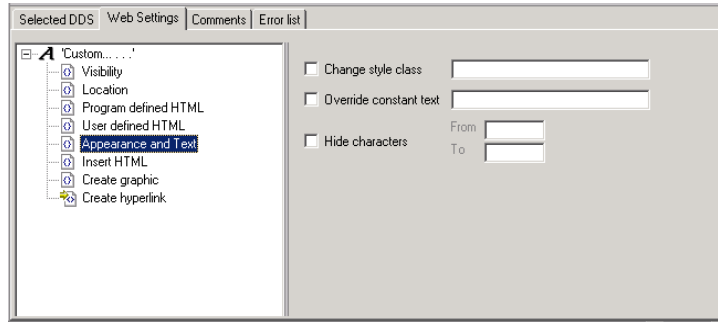 Selected DDS Web Settings Comments Error list
A 'Custom... . . .'
Visibility
Location
Program defined HTML
User defined HTML
Appearance and Text
Insert HTML
Create graphic
Create hyperlink
Change style class
Override constant text
Hide characters
From
To